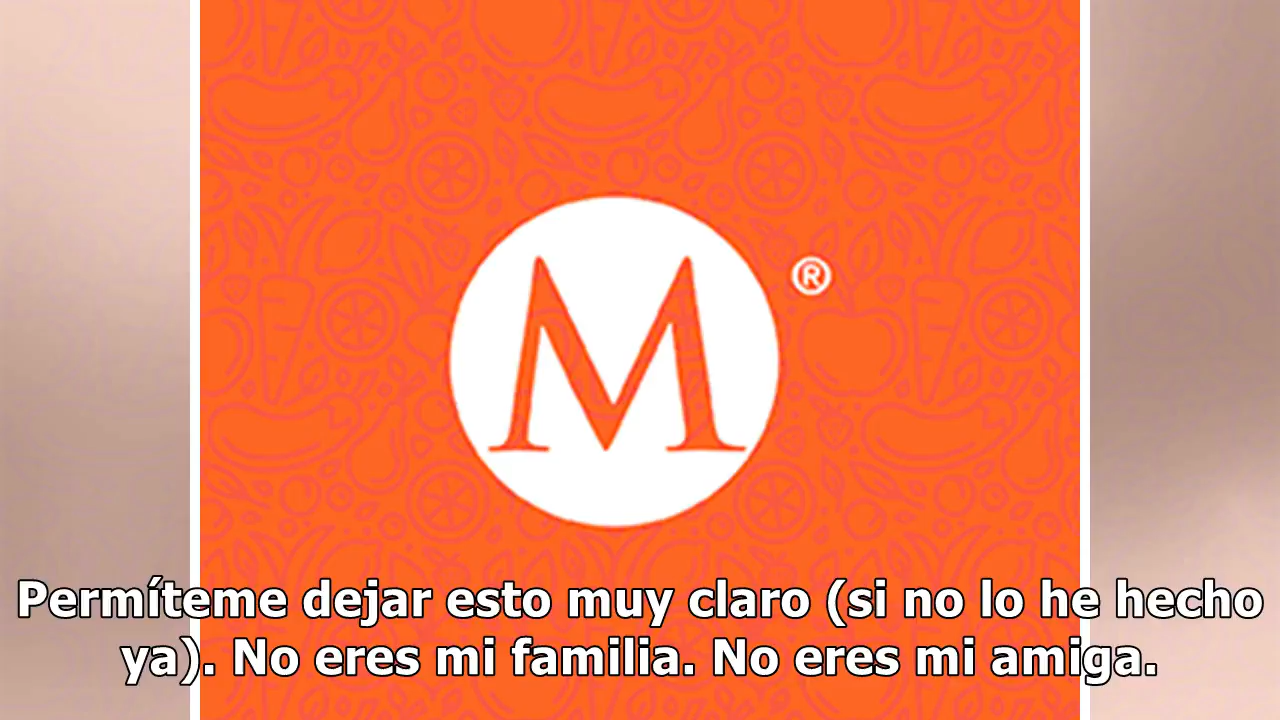 M
®
Permíteme dejar esto muy claro (si no lo he hecho
ya). No eres mi familia. No eres mi amiga.